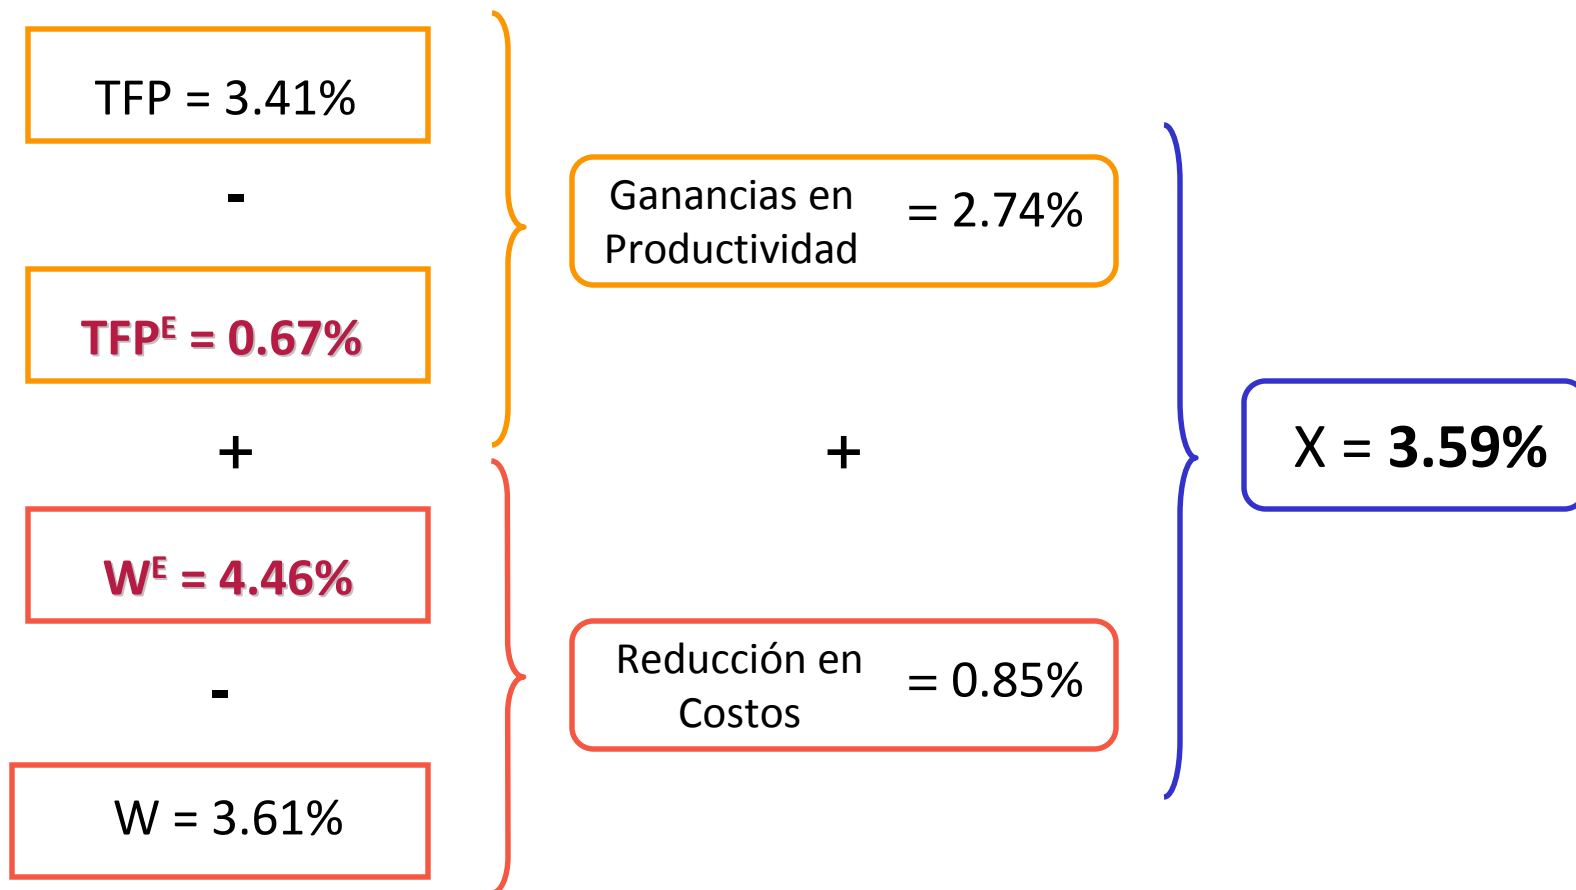 TFP = 3.41%
-
TFPᴱ = 0.67%
+
Wᴱ = 4.46%
-
W = 3.61%
Ganancias en
Productividad
= 2.74%
+
Reducción en
Costos
= 0.85%
X = 3.59%